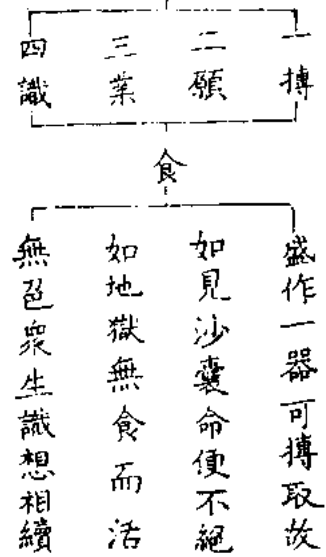 一摶
二願
三業
四識
食
盛作一器可摶取故
如見沙囊命便不絕
如地獄無食而活
無色眾生識想相續